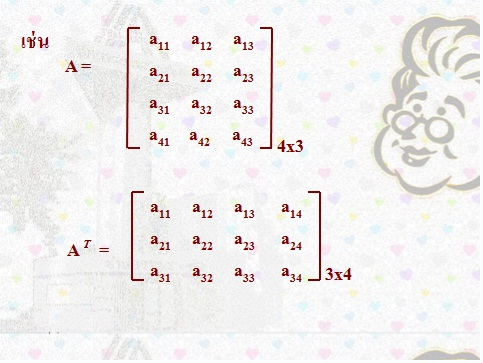 เช่น
a₁₁ a₁₂ a₁₃
A =
a₂₁ a₂₂ a₂₃
a₃₁ a₃₂ a₃₃
a₄₁ a₄₂ a₄₃
4x3
a₁₁ a₁₂ a₁₃ a₁₄
a₂₁ a₂₂ a₂₃ a₂₄
Aᵀ =
a₃₁ a₃₂ a₃₃ a₃₄
3x4